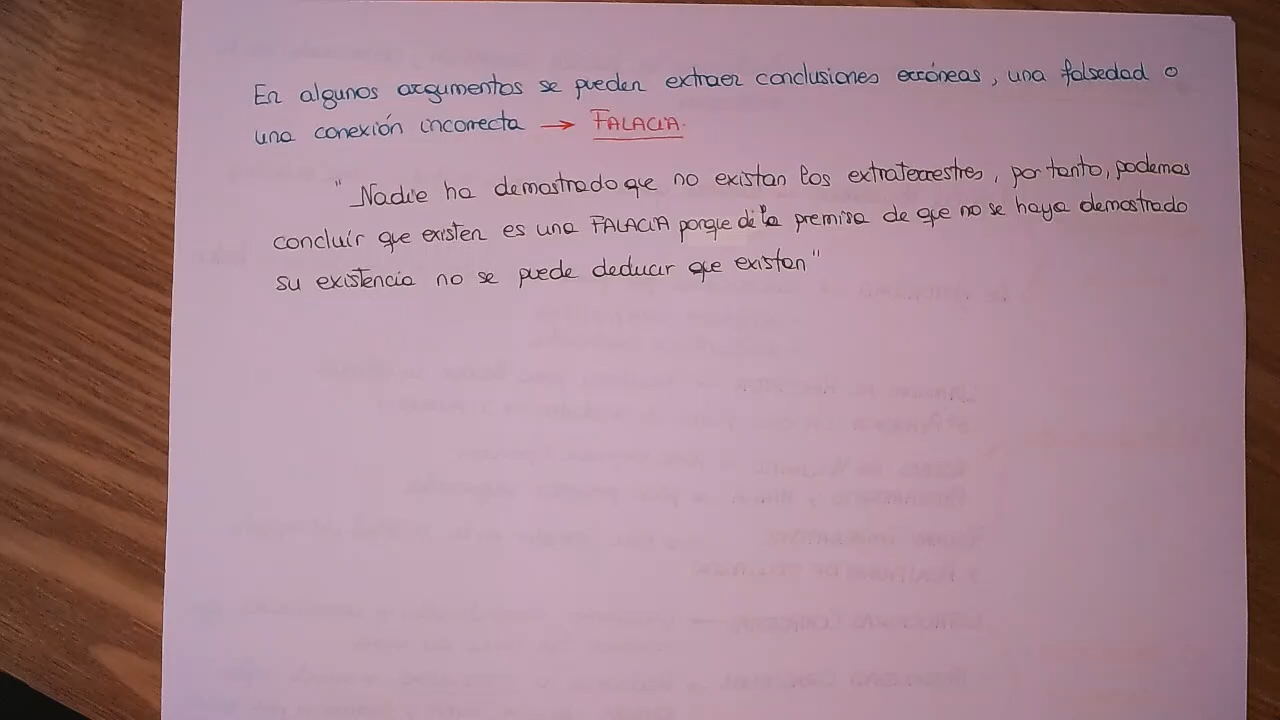 En algunos argumentos se pueden extraer conclusiones erróneas, una falsedad o
una conexión incorrecta → FALACIA.
"Nadie ha demostrado que no existan los extraterrestres, por tanto, podemos
concluir que existen es una FALACIA porque de la premisa de que no se haya demostrado
su existencia no se puede deducir que existan"